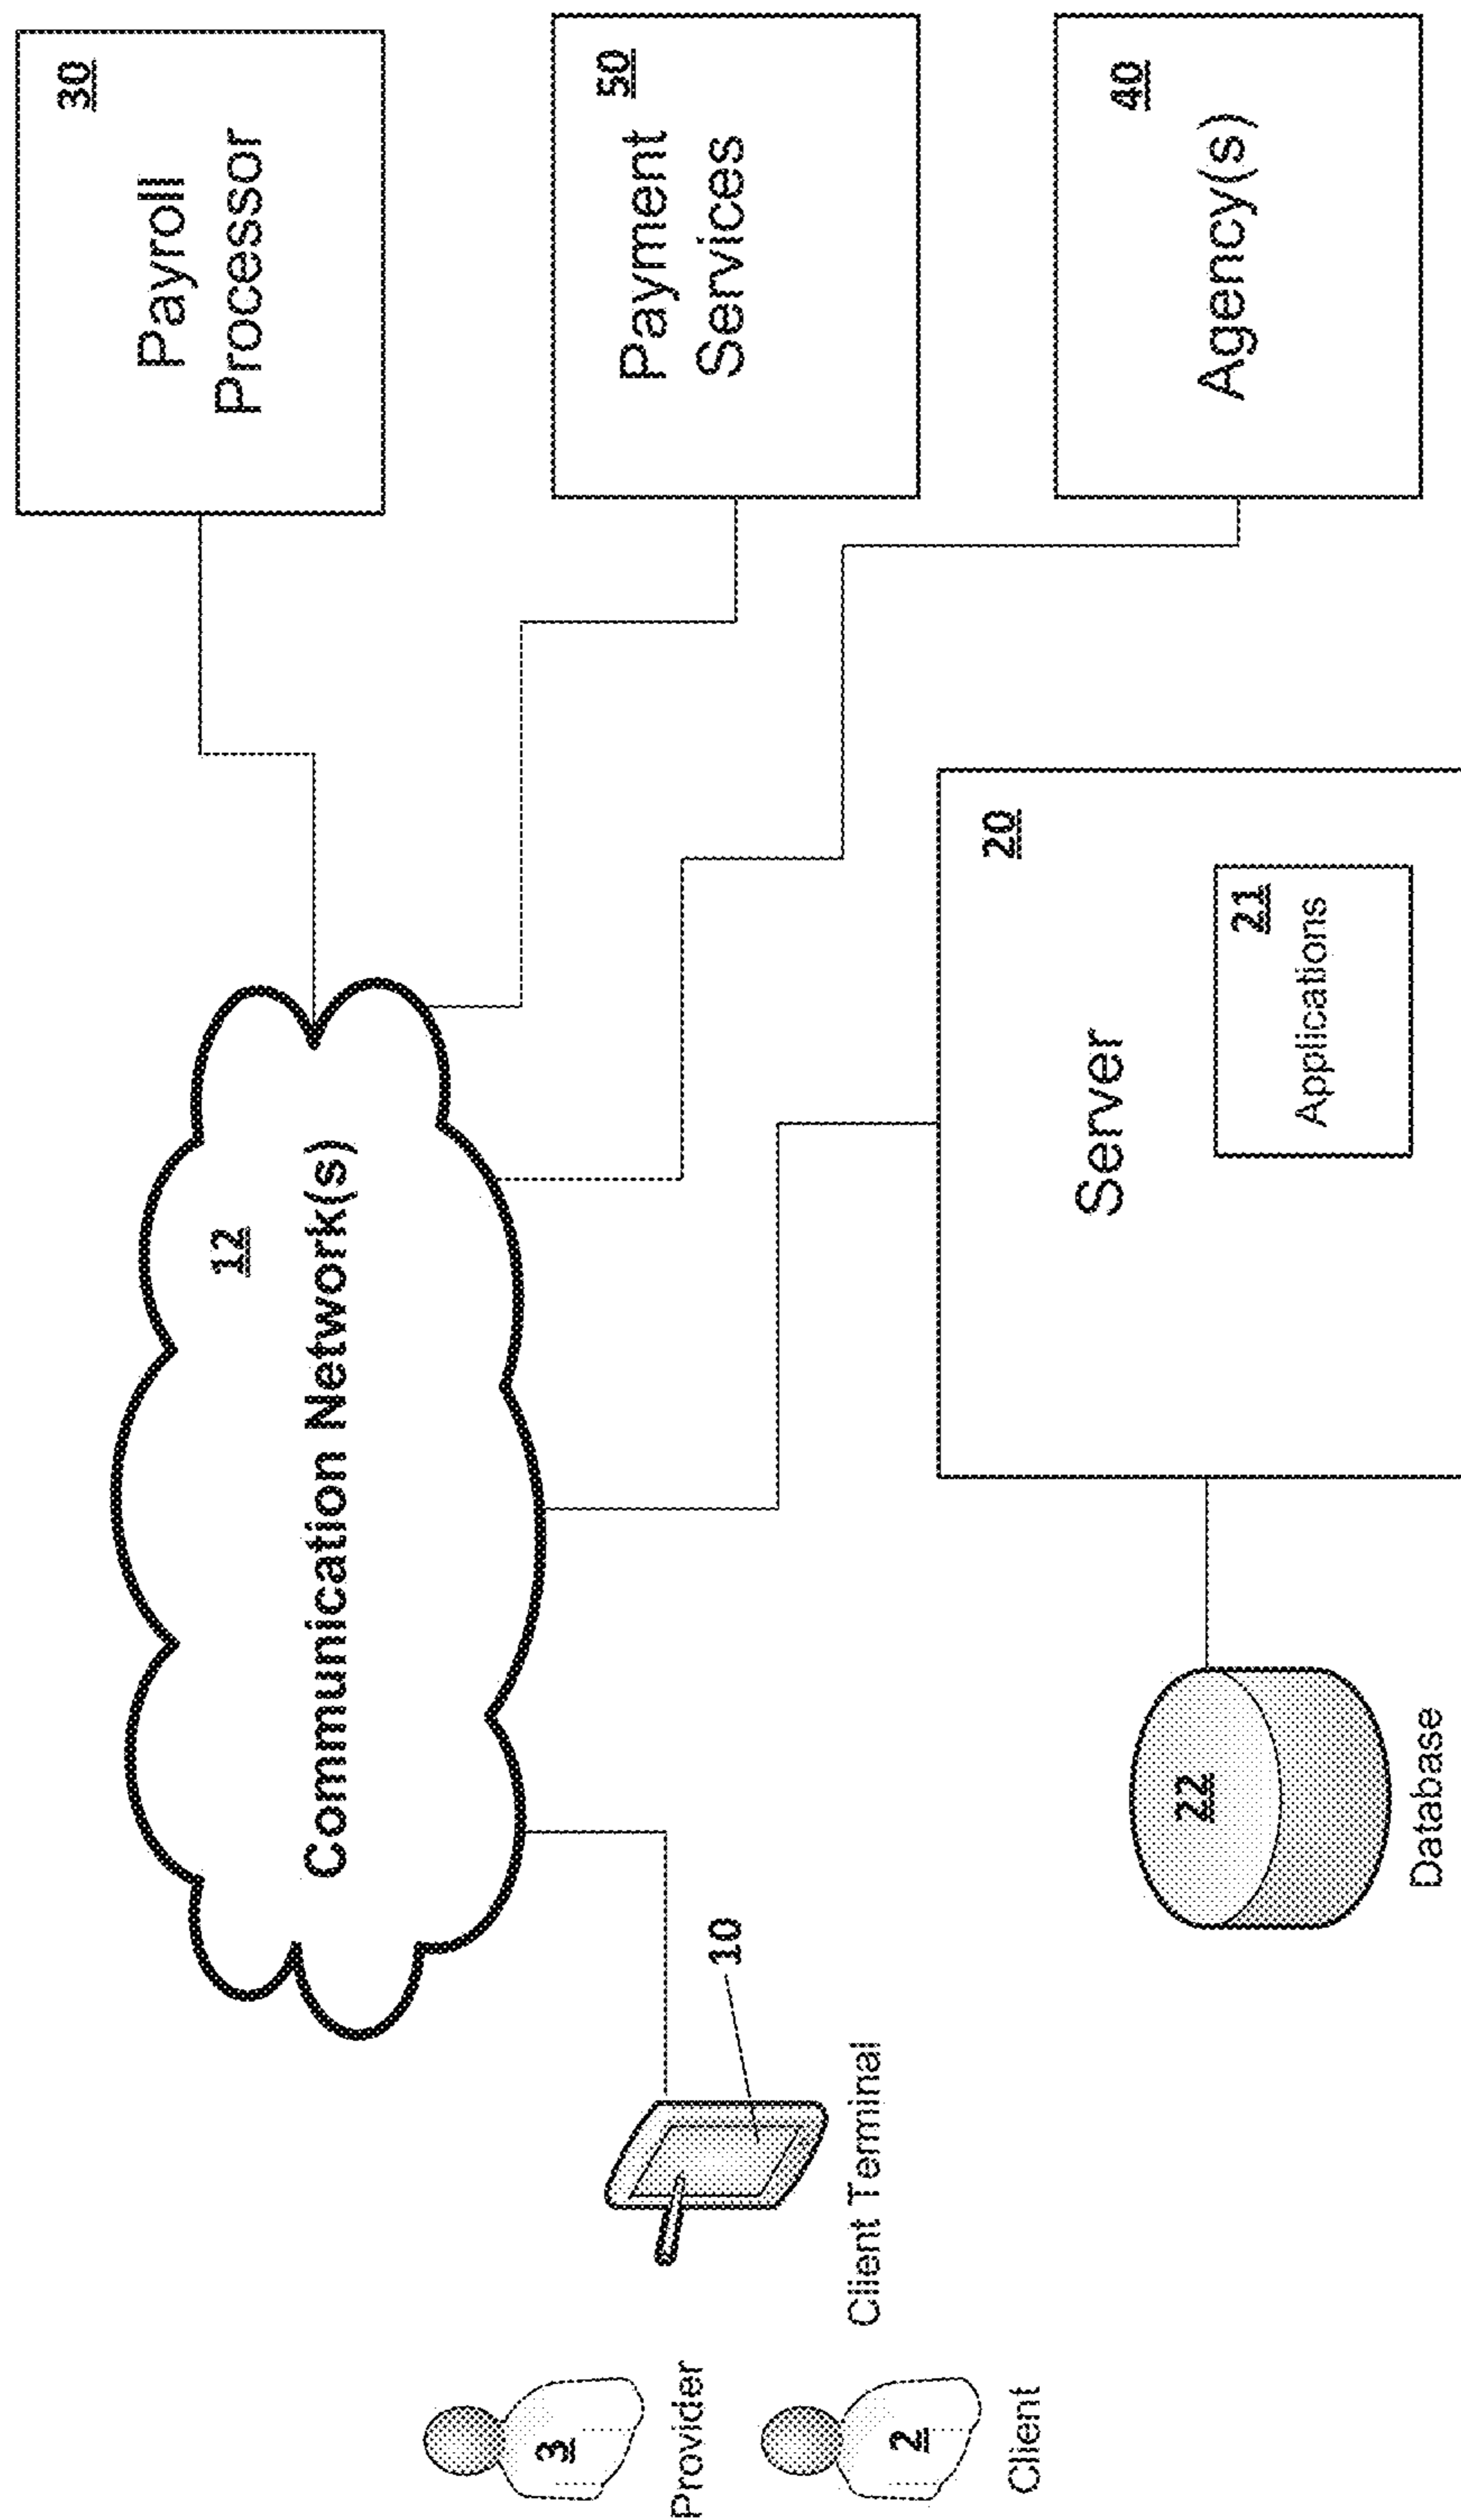 30
Payroll
Processor
50
Payment
Services
40
Agency(s)
12
Communication Network(s)
20
Server
21
Applications
22
Database
10
Client Terminal
3
Provider
2
Client